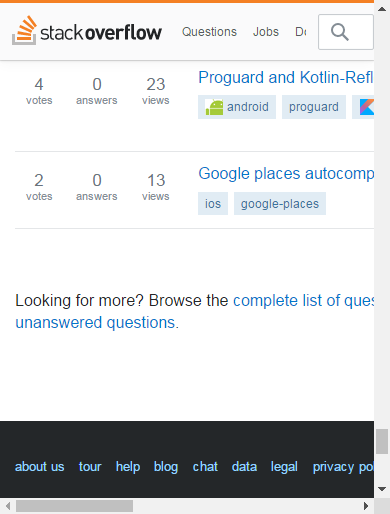 stackoverflow Questions Jobs
4 0 23 Proguard and Kotlin-Refl
votes answers views android proguard
2 0 13 Google places autocomp
votes answers views ios google-places
Looking for more? Browse the complete list of ques
unanswered questions.
about us tour help blog chat data legal privacy po